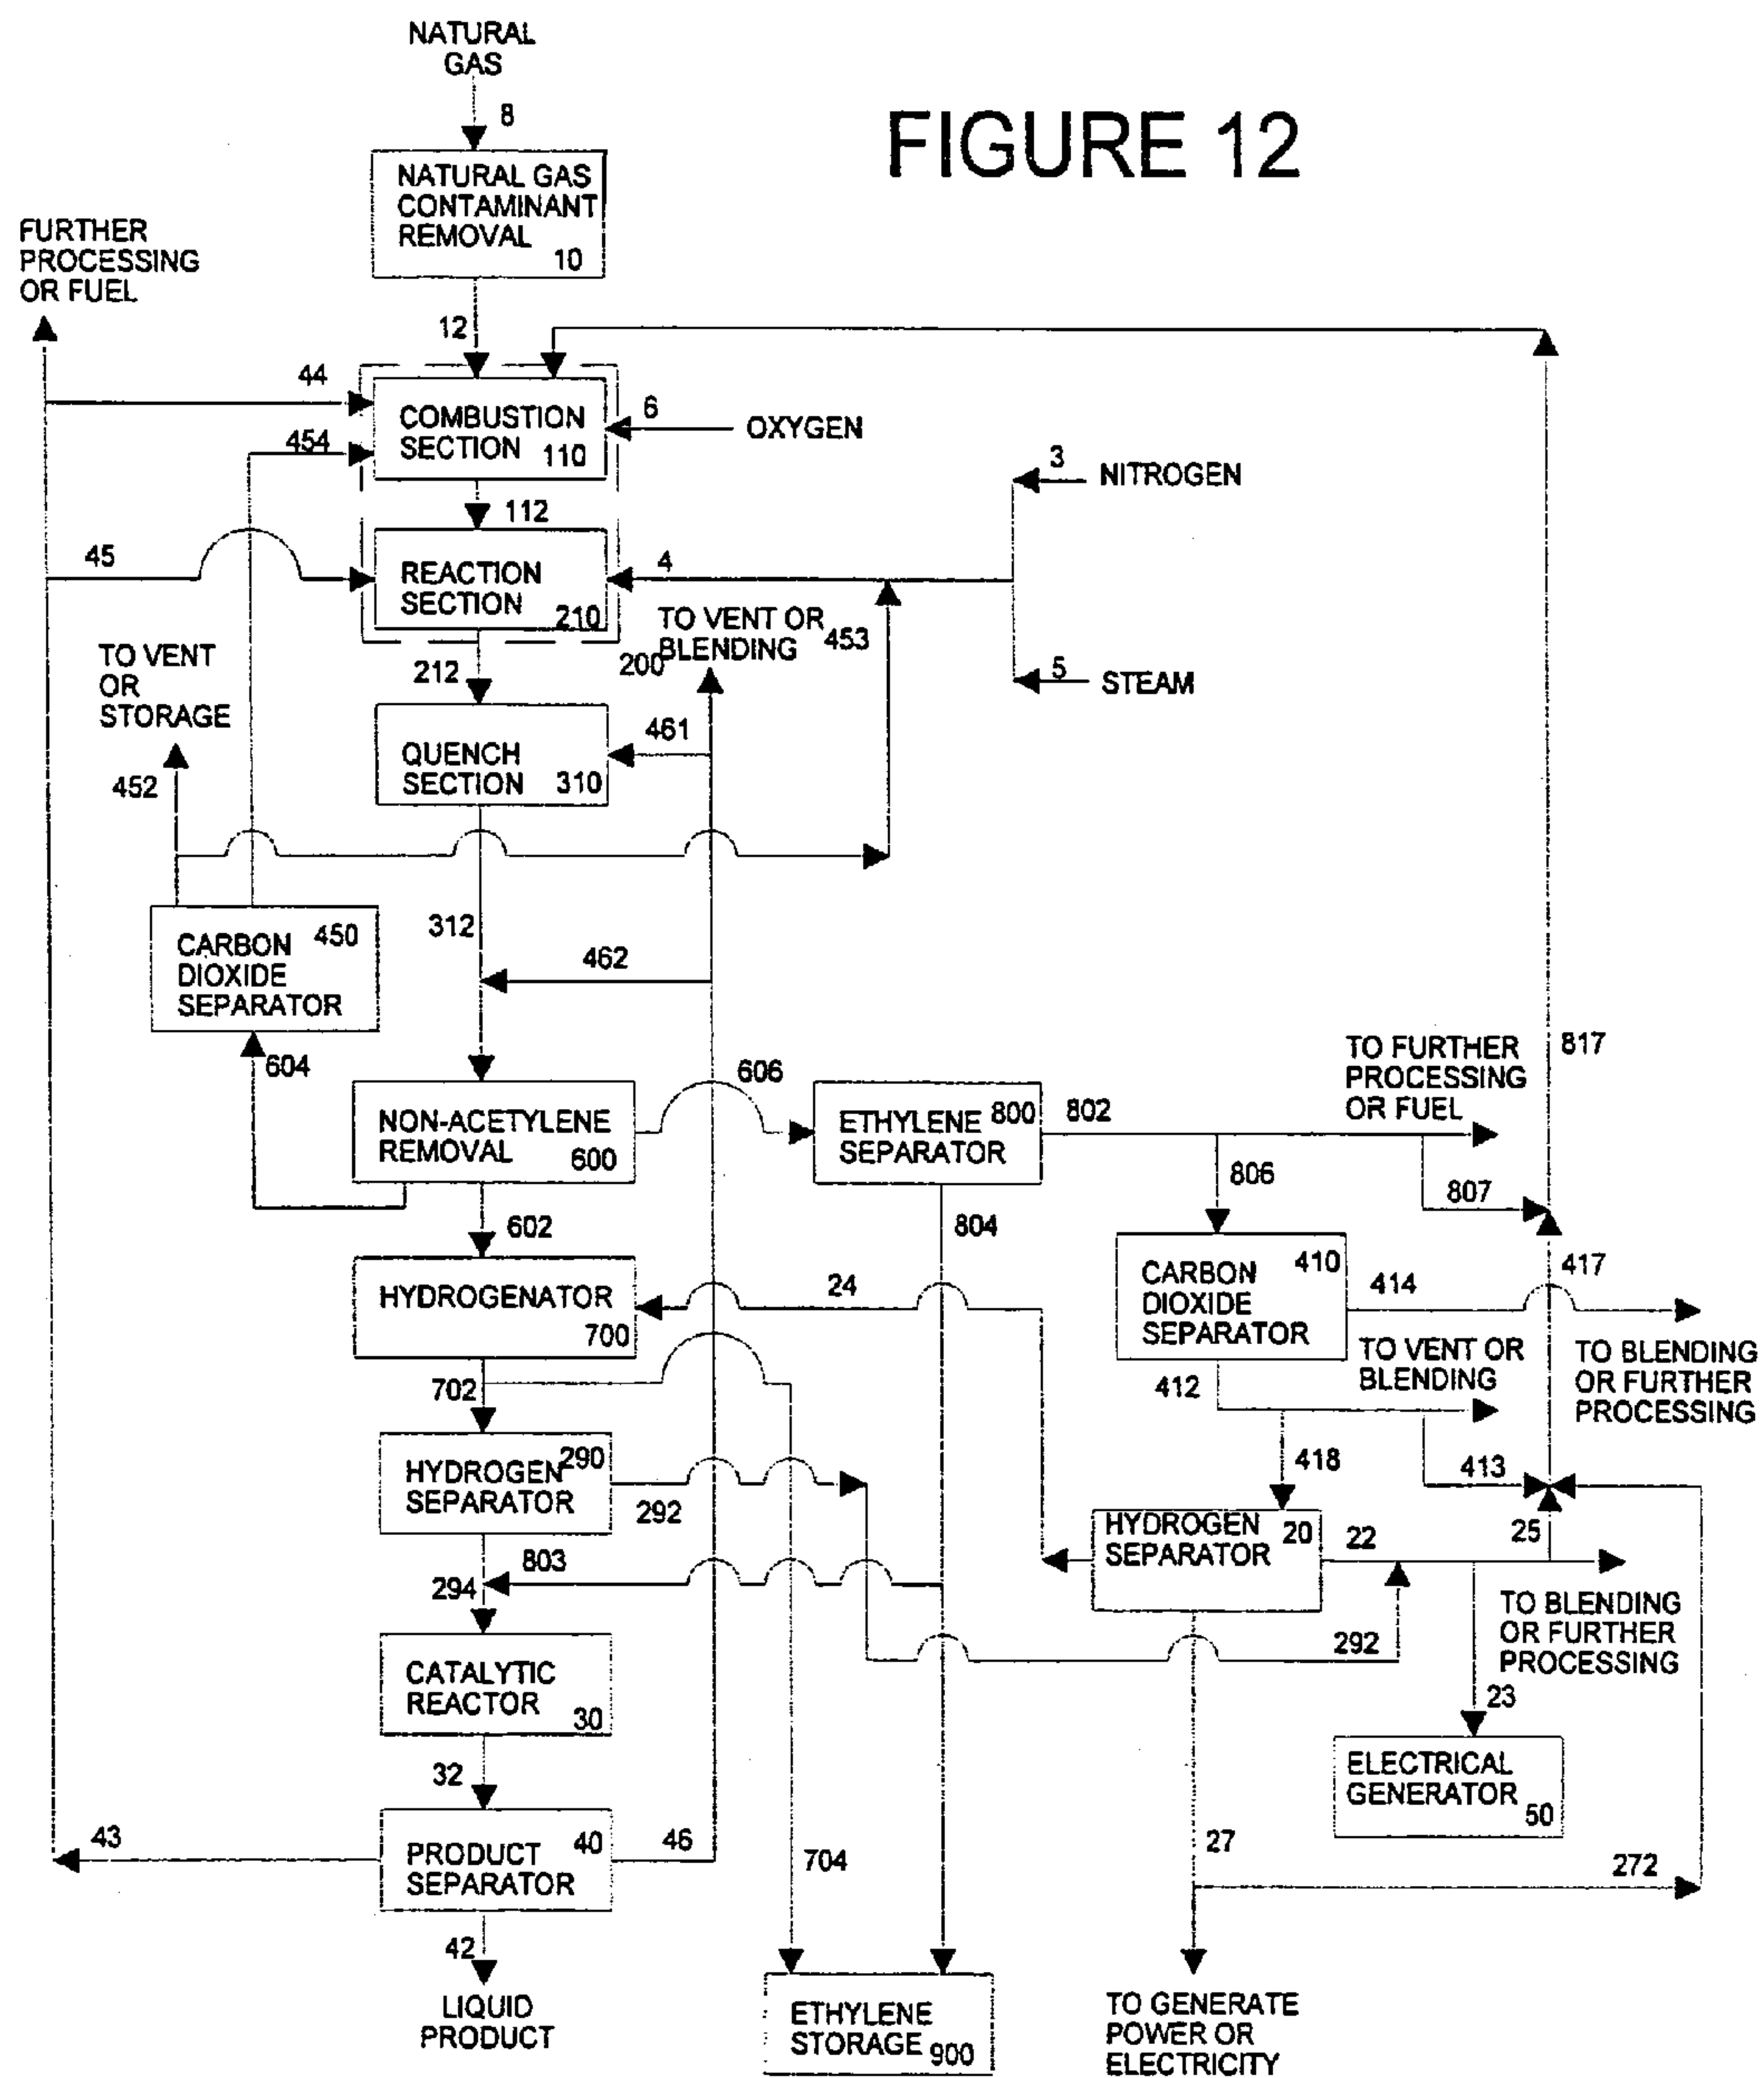 NATURAL
GAS
8
FIGURE 12
NATURAL GAS
CONTAMINANT
REMOVAL
10
FURTHER
PROCESSING
OR FUEL
12
44
COMBUSTION
SECTION
110
6
OXYGEN
454
3
NITROGEN
112
45
REACTION
SECTION
210
4
TO VENT OR
BLENDING
453
200
212
5
STEAM
TO VENT
OR
STORAGE
452
461
QUENCH
SECTION
310
312
462
CARBON
DIOXIDE
SEPARATOR
450
604
606
817
TO FURTHER
PROCESSING
OR FUEL
NON-ACETYLENE
REMOVAL
600
ETHYLENE
SEPARATOR
800
802
806
807
602
804
417
HYDROGENATOR
700
24
CARBON
DIOXIDE
SEPARATOR
410
414
TO VENT OR
BLENDING
TO BLENDING
OR FURTHER
PROCESSING
702
412
HYDROGEN
SEPARATOR
290
292
418
413
803
294
HYDROGEN
SEPARATOR
20
22
25
TO BLENDING
OR FURTHER
PROCESSING
292
CATALYTIC
REACTOR
30
23
32
ELECTRICAL
GENERATOR
50
43
PRODUCT
SEPARATOR
40
46
704
27
272
42
LIQUID
PRODUCT
ETHYLENE
STORAGE
900
TO GENERATE
POWER OR
ELECTRICITY